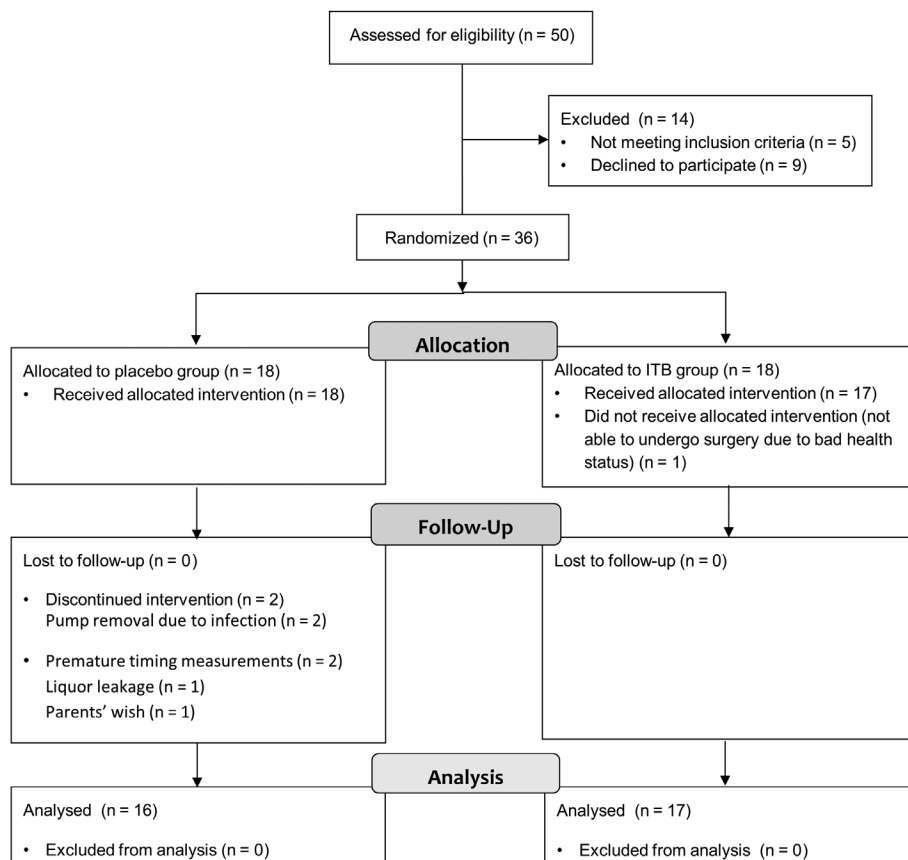 Assessed for eligibility (n = 50)
Excluded (n = 14)
• Not meeting inclusion criteria (n = 5)
• Declined to participate (n = 9)
Randomized (n = 36)
Allocation
Allocated to placebo group (n = 18)
• Received allocated intervention (n = 18)
Allocated to ITB group (n = 18)
• Received allocated intervention (n = 17)
• Did not receive allocated intervention (not
able to undergo surgery due to bad health
status) (n = 1)
Follow-Up
Lost to follow-up (n = 0)
• Discontinued intervention (n = 2)
Pump removal due to infection (n = 2)
• Premature timing measurements (n = 2)
Liquor leakage (n = 1)
Parents’ wish (n = 1)
Lost to follow-up (n = 0)
Analysis
Analysed (n = 16)
• Excluded from analysis (n = 0)
Analysed (n = 17)
• Excluded from analysis (n = 0)